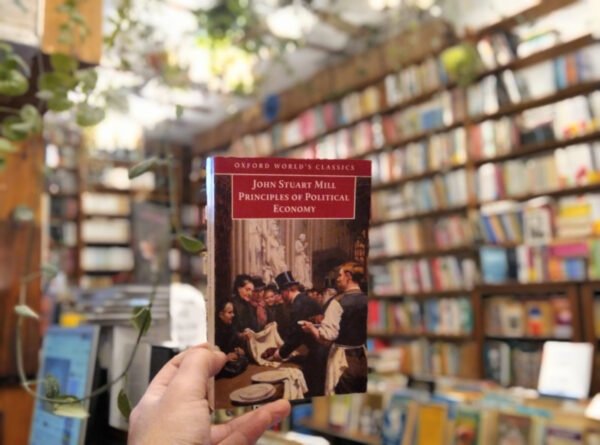 OXFORD WORLD'S CLASSICS
JOHN STUART MILL
PRINCIPLES OF POLITICAL
ECONOMY